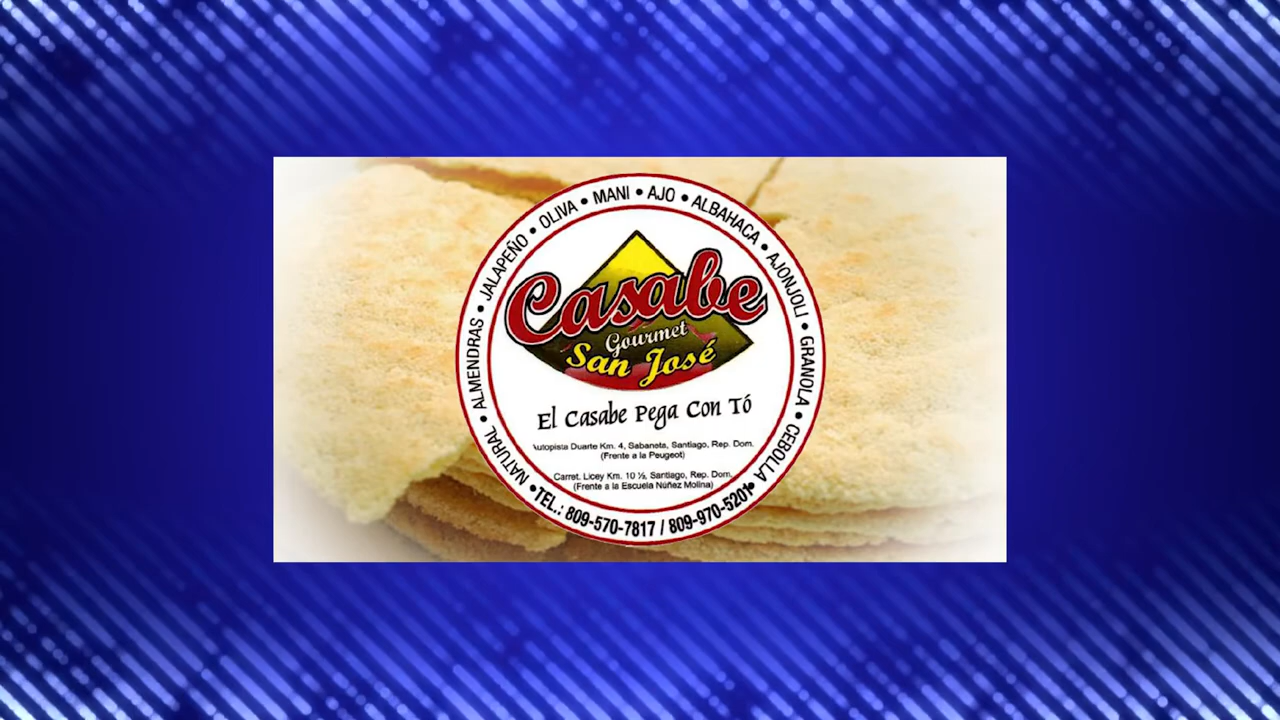 NATURAL • ALMENDRAS • JALAPEÑO • OLIVA • MANI • AJO • ALBAHACA • AJONJOLI • GRANOLA • CEBOLLA
Casabe
Gourmet
San José
El Casabe Pega Con Tó
Autopista Duarte Km. 4, Sabaneta, Santiago, Rep. Dom.
(Frente a la Peugeot)
Carret. Licey Km. 10 ½, Santiago, Rep. Dom.
(Frente a la Escuela Núñez Molina)
•TEL.: 809-570-7817 / 809-970-5201•